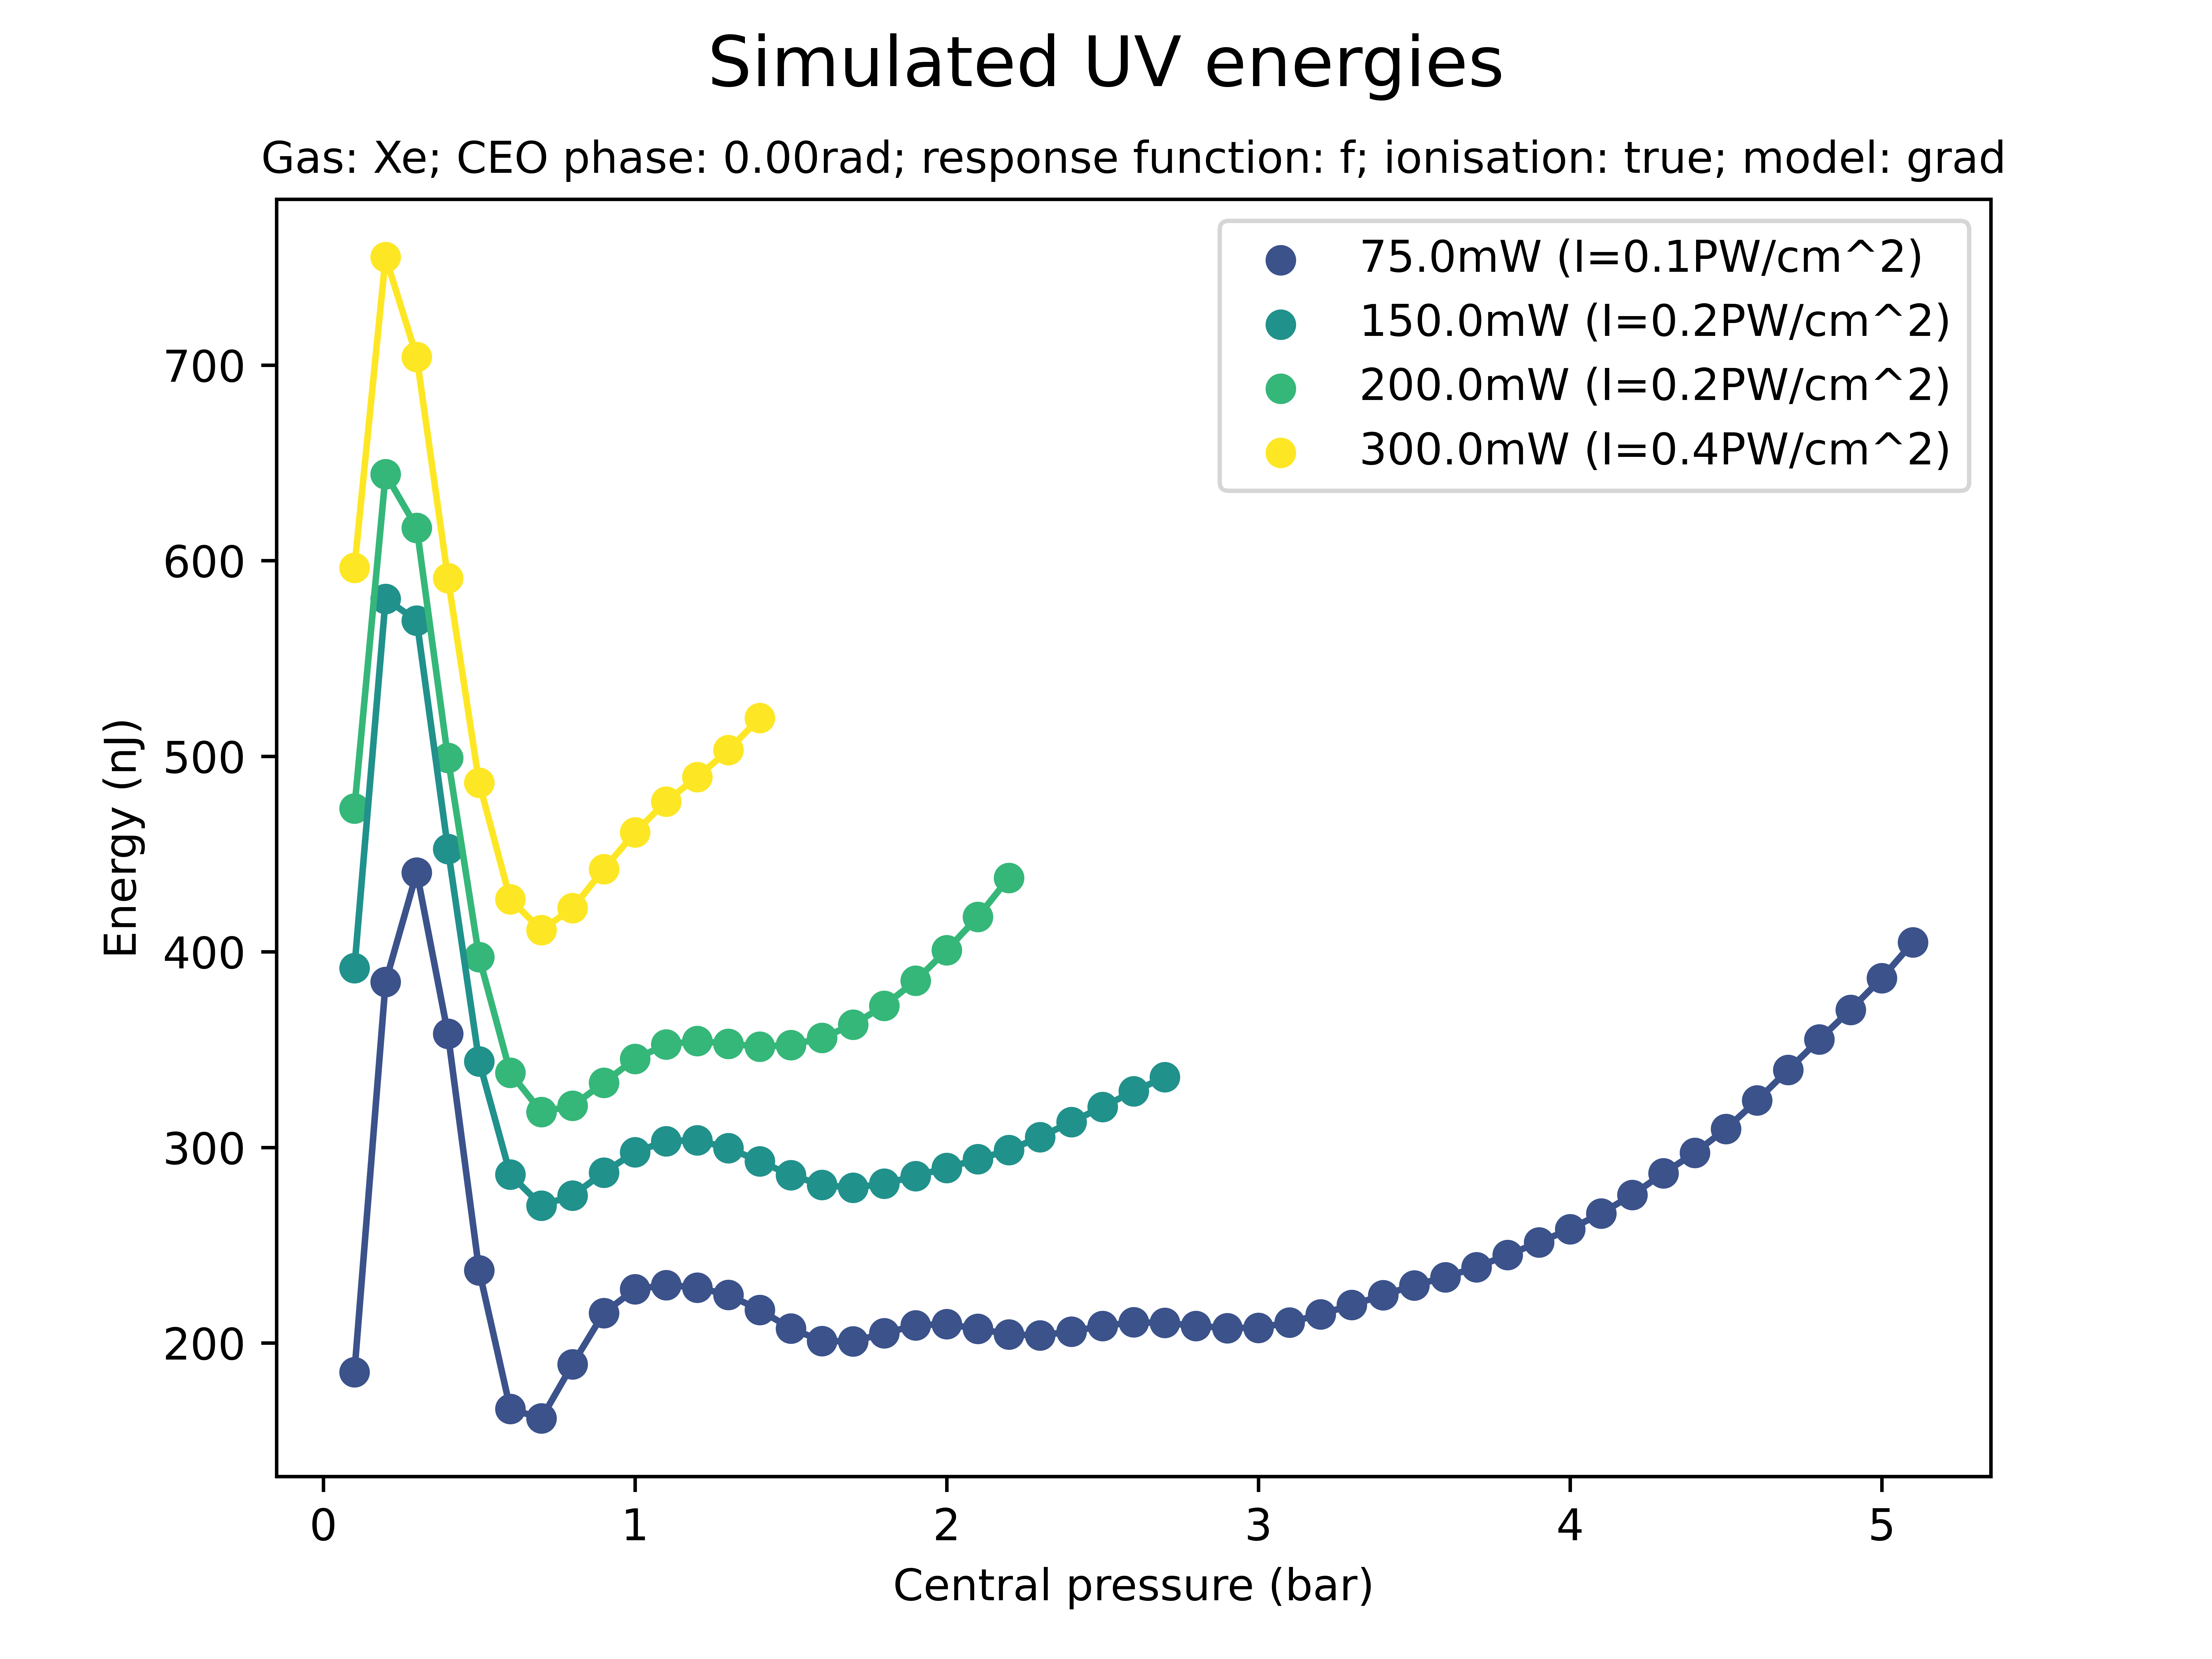 Simulated UV energies
Gas: Xe; CEO phase: 0.00rad; response function: f; ionisation: true; model: grad
75.0mW (I=0.1PW/cm^2)
150.0mW (I=0.2PW/cm^2)
200.0mW (I=0.2PW/cm^2)
300.0mW (I=0.4PW/cm^2)
Energy (nJ)
700
600
500
400
300
200
0 1 2 3 4 5
Central pressure (bar)